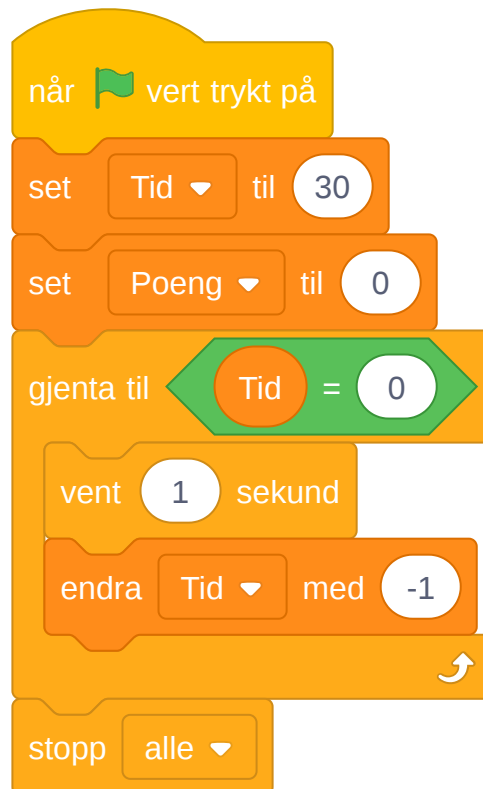 når vert trykt på
set Tid til 30
set Poeng til 0
gjenta til Tid = 0
vent 1 sekund
endra Tid med -1
stopp alle